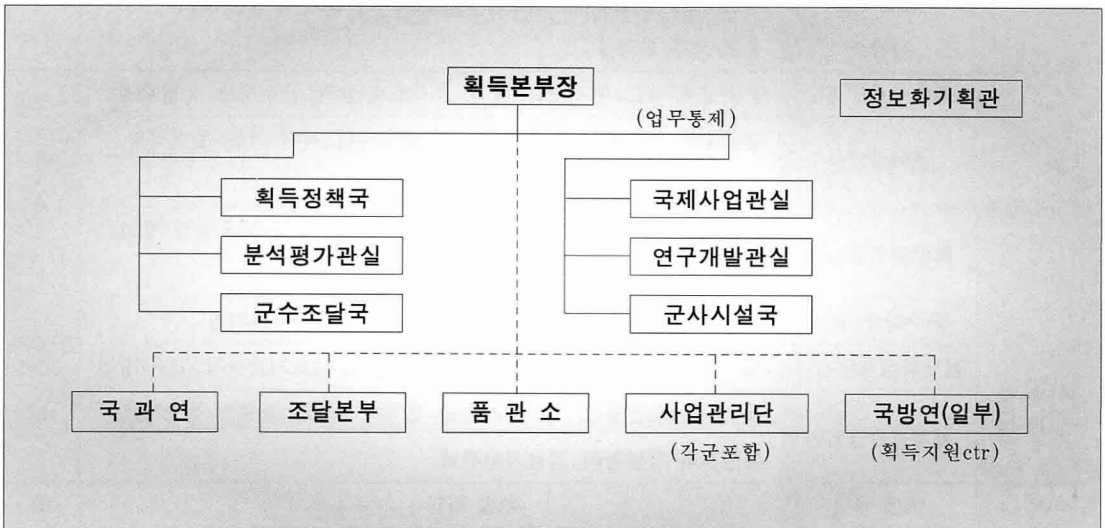 획득본부장
정보화기획관
(업무통제)
획득정책국
국제사업관실
분석평가관실
연구개발관실
군수조달국
군사시설국
국 과 연
조달본부
품 관 소
사업관리단
국방연(일부)
(각군포함)
(획득지원ctr)